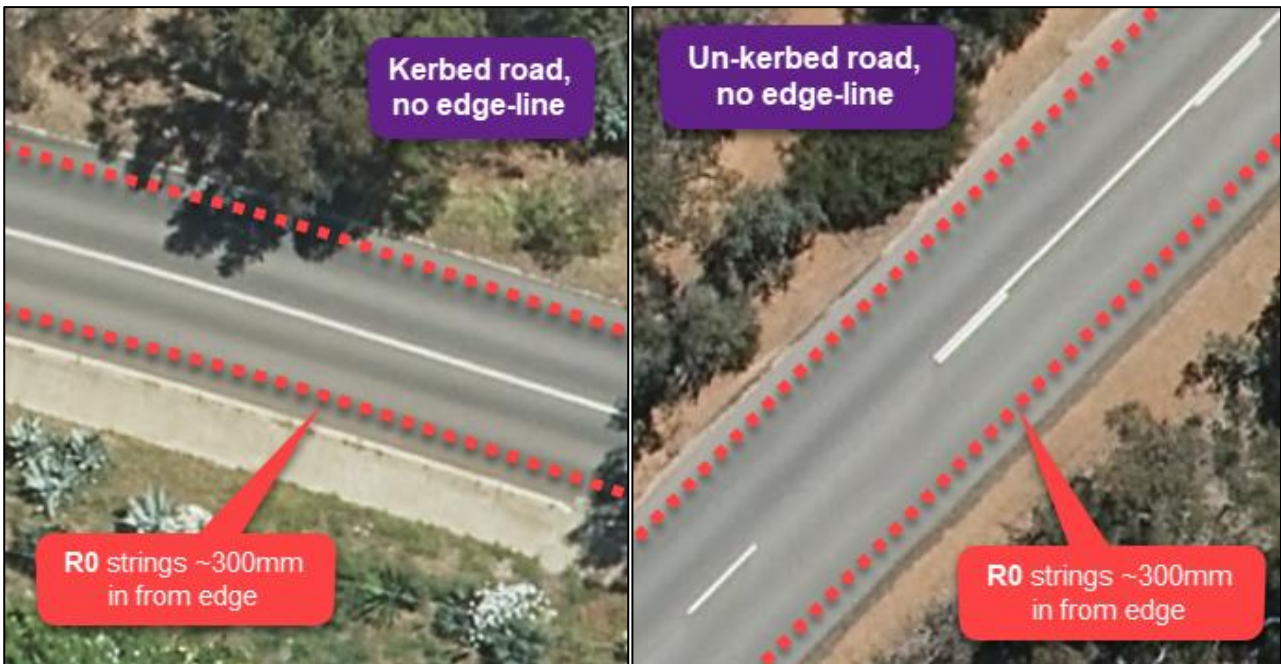 Kerbed road,
no edge-line
R0 strings ~300mm
in from edge
Un-kerbed road,
no edge-line
R0 strings ~300mm
in from edge